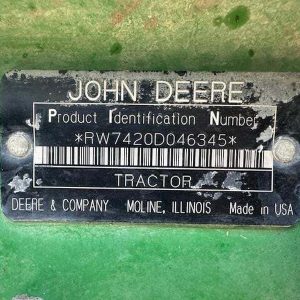 JOHN DEERE
Product Identification Number
*RW7420D046345*
TRACTOR
DEERE & COMPANY MOLINE, ILLINOIS Made in USA